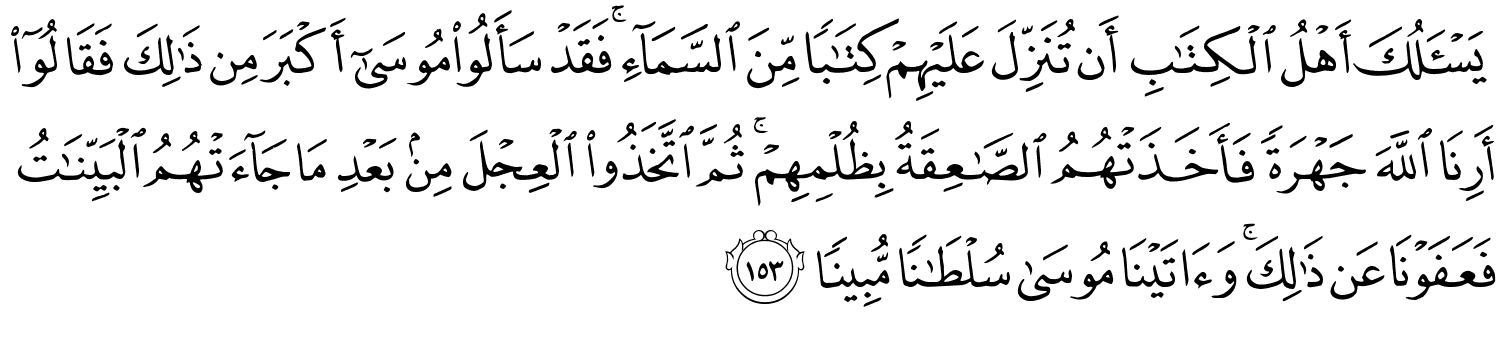 يَسْـَٔلُكَ أَهْلُ ٱلْكِتَـٰبِ أَن تُنَزِّلَ عَلَيْهِمْ كِتَـٰبًا مِّنَ ٱلسَّمَآءِ ۚ فَقَدْ سَأَلُوا۟ مُوسَىٰٓ أَكْبَرَ مِن ذَٰلِكَ فَقَالُوٓا۟
أَرِنَا ٱللَّهَ جَهْرَةً فَأَخَذَتْهُمُ ٱلصَّـٰعِقَةُ بِظُلْمِهِمْ ۚ ثُمَّ ٱتَّخَذُوا۟ ٱلْعِجْلَ مِنۢ بَعْدِ مَا جَآءَتْهُمُ ٱلْبَيِّنَـٰتُ
فَعَفَوْنَا عَن ذَٰلِكَ ۚ وَءَاتَيْنَا مُوسَىٰ سُلْطَـٰنًا مُّبِينًا ١٥٣